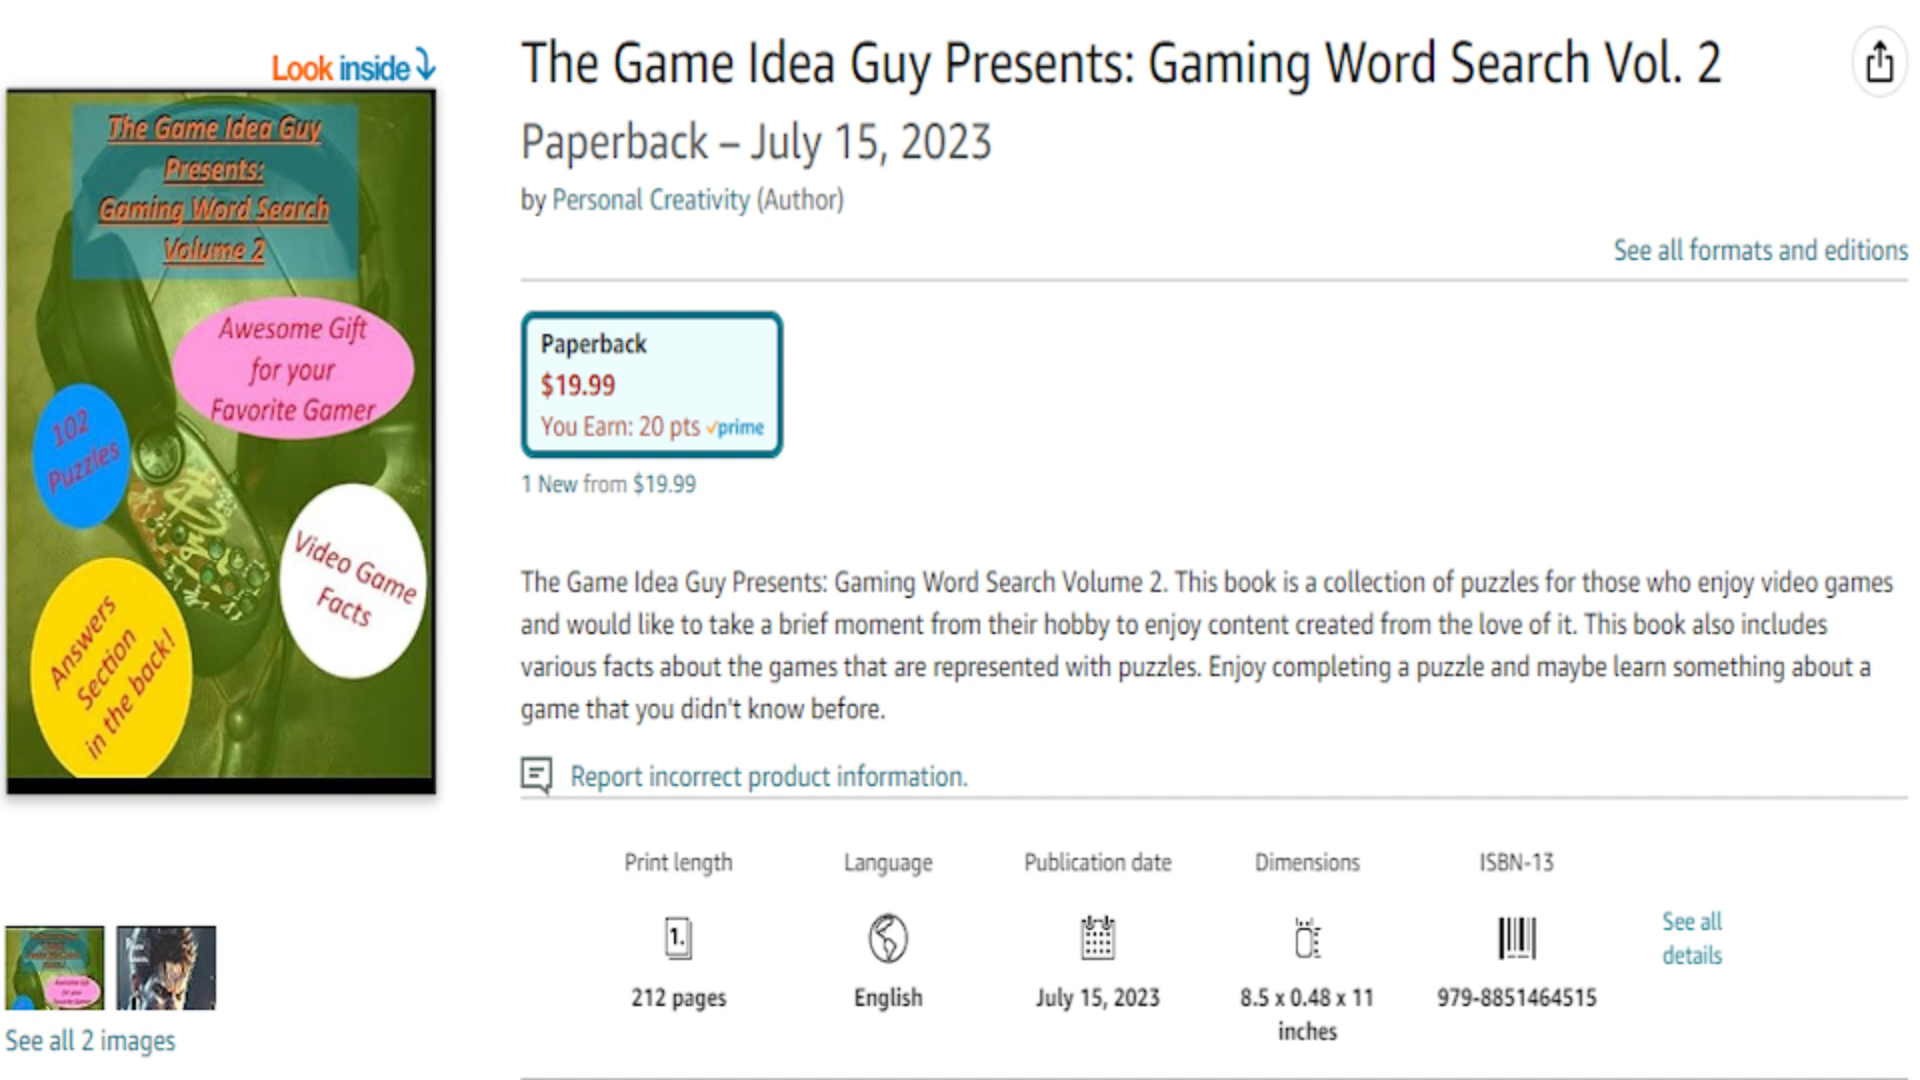 Look inside
The Game Idea Guy
Presents:
Gaming Word Search
Volume 2
Awesome Gift
for your
Favorite Gamer
102
Puzzles
Video Game
Facts
Answers
Section
in the back!
See all 2 images
The Game Idea Guy Presents: Gaming Word Search Vol. 2
Paperback – July 15, 2023
by Personal Creativity (Author)
See all formats and editions
Paperback
$19.99
You Earn: 20 pts prime
1 New from $19.99
The Game Idea Guy Presents: Gaming Word Search Volume 2. This book is a collection of puzzles for those who enjoy video games
and would like to take a brief moment from their hobby to enjoy content created from the love of it. This book also includes
various facts about the games that are represented with puzzles. Enjoy completing a puzzle and maybe learn something about a
game that you didn't know before.
Report incorrect product information.
Print length
1.
212 pages
Language
English
Publication date
July 15, 2023
Dimensions
8.5 x 0.48 x 11
inches
ISBN-13
979-8851464515
See all
details